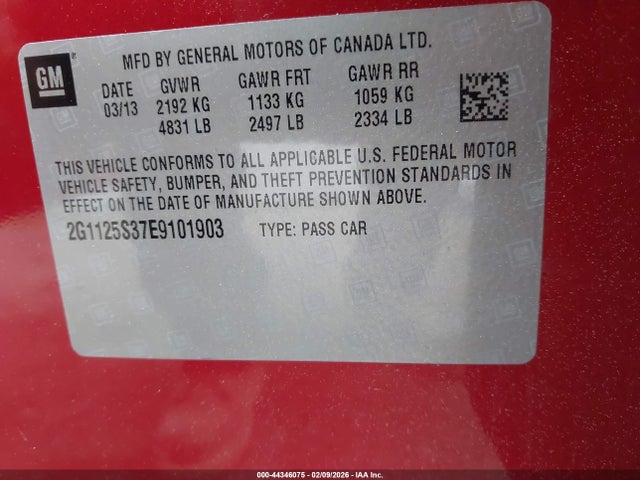 GM
MFD BY GENERAL MOTORS OF CANADA LTD.
DATE GVWR GAWR FRT GAWR RR
03/13 2192 KG 1133 KG 1059 KG
4831 LB 2497 LB 2334 LB
THIS VEHICLE CONFORMS TO ALL APPLICABLE U.S. FEDERAL MOTOR
VEHICLE SAFETY, BUMPER, AND THEFT PREVENTION STANDARDS IN
EFFECT ON THE DATE OF MANUFACTURE SHOWN ABOVE.
2G1125S37E9101903 TYPE: PASS CAR
000-44346075 - 02/09/2026 - IAA Inc.